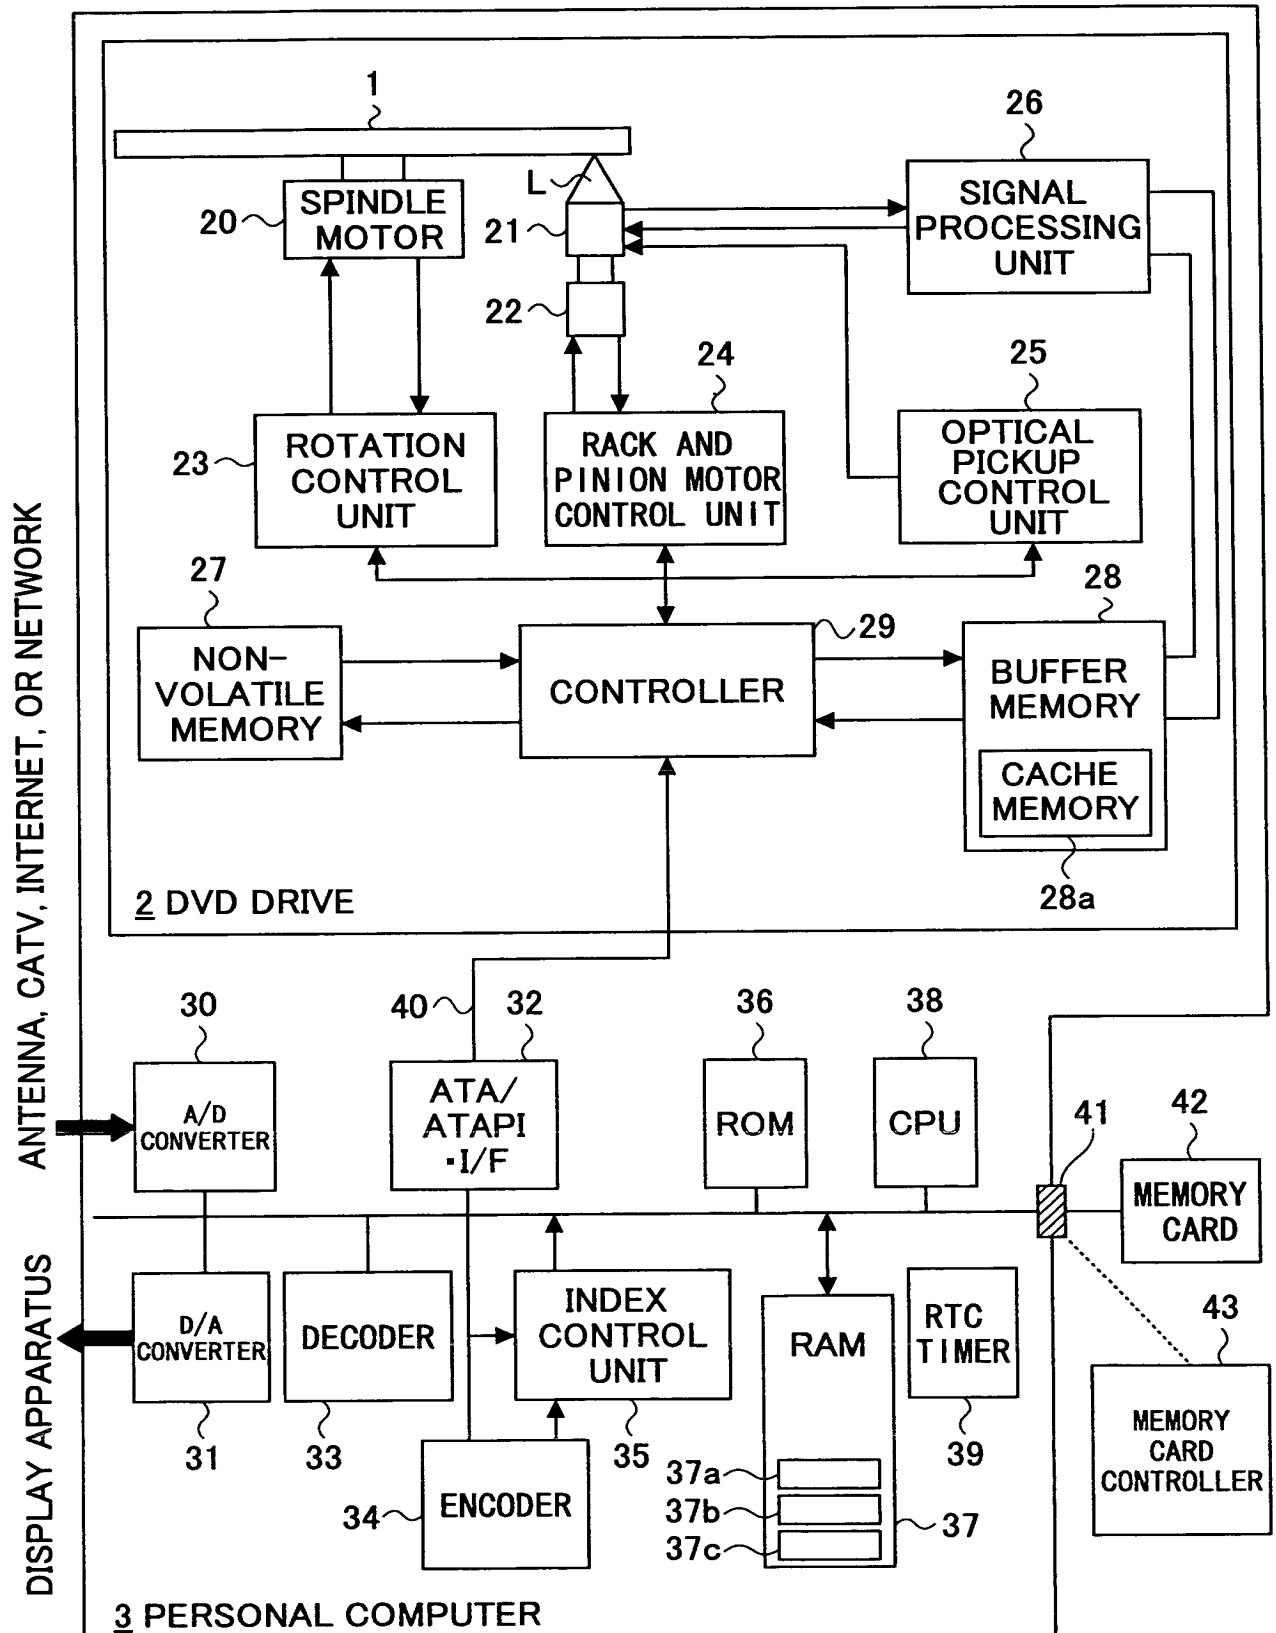 ANTENNA, CATV, INTERNET, OR NETWORK
DISPLAY APPARATUS
1
L
20
SPINDLE
MOTOR
21
22
26
SIGNAL
PROCESSING
UNIT
23
ROTATION
CONTROL
UNIT
24
RACK AND
PINION MOTOR
CONTROL UNIT
25
OPTICAL
PICKUP
CONTROL
UNIT
27
NON-
VOLATILE
MEMORY
29
CONTROLLER
28
BUFFER
MEMORY
CACHE
MEMORY
28a
2 DVD DRIVE
30
A/D
CONVERTER
40
32
ATA/
ATAPI
·I/F
36
ROM
38
CPU
41
42
MEMORY
CARD
D/A
CONVERTER
31
DECODER
33
INDEX
CONTROL
UNIT
35
34
ENCODER
RAM
37a
37b
37c
37
RTC
TIMER
39
43
MEMORY
CARD
CONTROLLER
3 PERSONAL COMPUTER